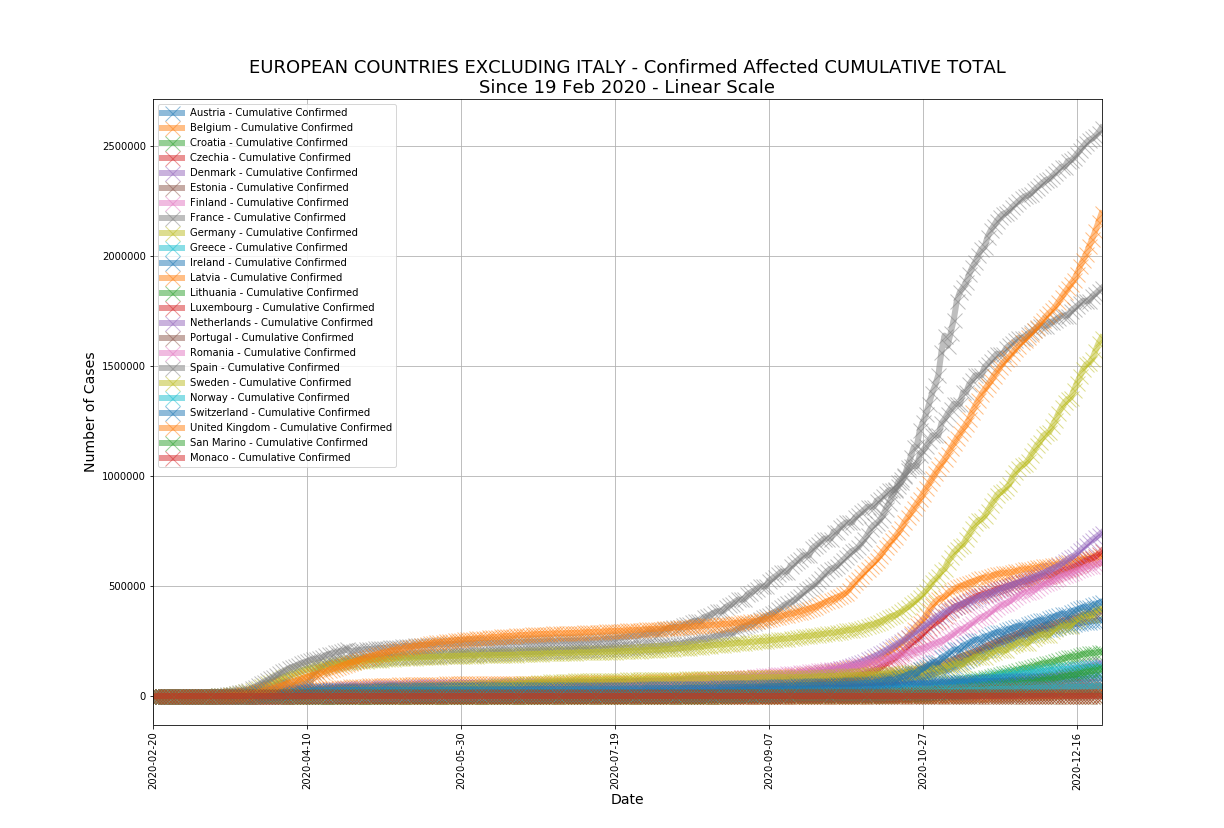 EUROPEAN COUNTRIES EXCLUDING ITALY - Confirmed Affected CUMULATIVE TOTAL
Since 19 Feb 2020 - Linear Scale
Austria - Cumulative Confirmed
Belgium - Cumulative Confirmed
Croatia - Cumulative Confirmed
Czechia - Cumulative Confirmed
Denmark - Cumulative Confirmed
Estonia - Cumulative Confirmed
Finland - Cumulative Confirmed
France - Cumulative Confirmed
Germany - Cumulative Confirmed
Greece - Cumulative Confirmed
Ireland - Cumulative Confirmed
Latvia - Cumulative Confirmed
Lithuania - Cumulative Confirmed
Luxembourg - Cumulative Confirmed
Netherlands - Cumulative Confirmed
Portugal - Cumulative Confirmed
Romania - Cumulative Confirmed
Spain - Cumulative Confirmed
Sweden - Cumulative Confirmed
Norway - Cumulative Confirmed
Switzerland - Cumulative Confirmed
United Kingdom - Cumulative Confirmed
San Marino - Cumulative Confirmed
Monaco - Cumulative Confirmed
Number of Cases
2500000
2000000
1500000
1000000
500000
0
2020-02-20
2020-04-10
2020-05-30
2020-07-19
2020-09-07
2020-10-27
2020-12-16
Date